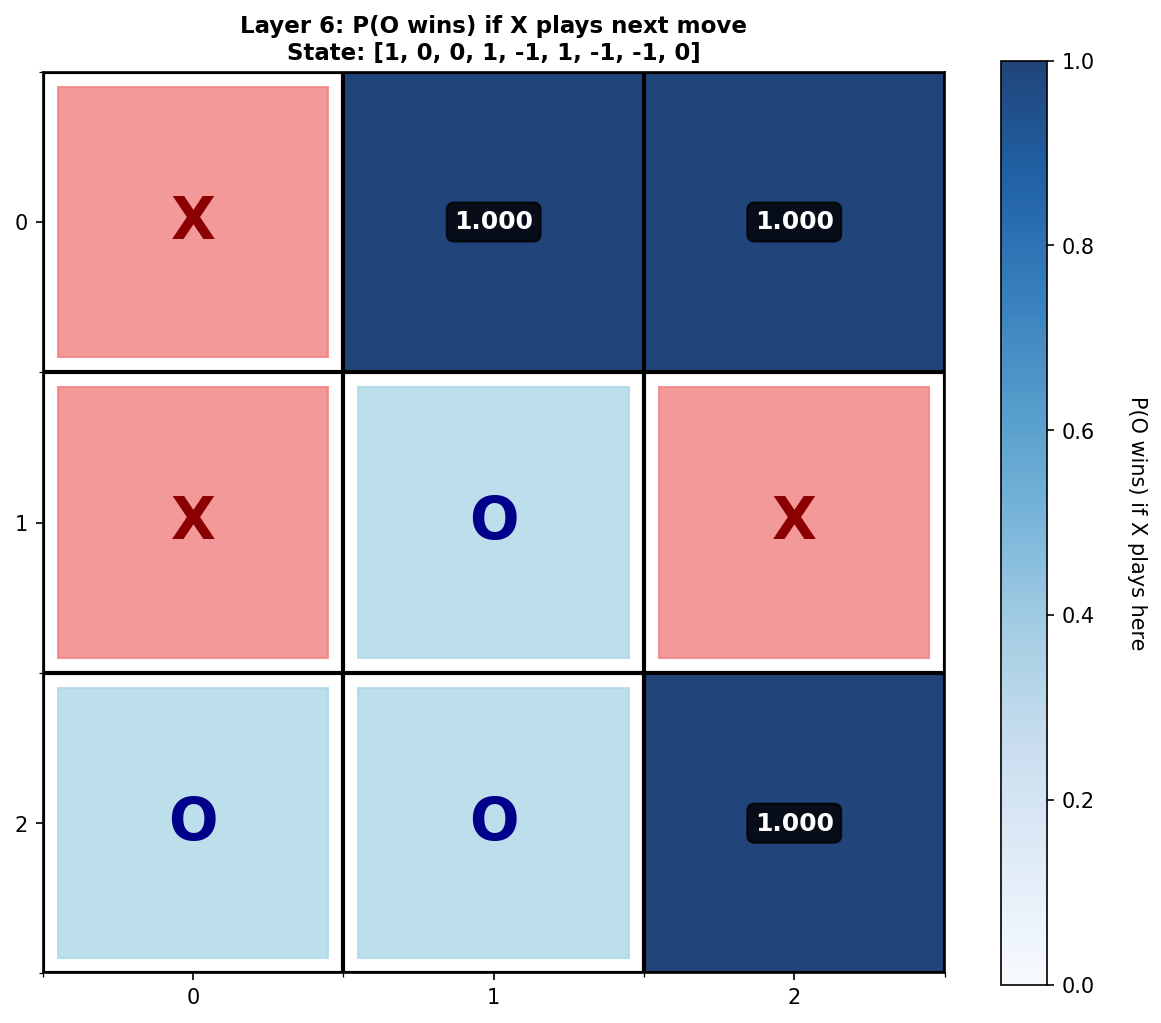 Layer 6: P(O wins) if X plays next move
State: [1, 0, 0, 1, -1, 1, -1, -1, 0]
0
X
1.000
1.000
1
X
O
X
2
O
O
1.000
0
1
2
1.0
0.8
0.6
0.4
0.2
0.0
P(O wins) if X plays here